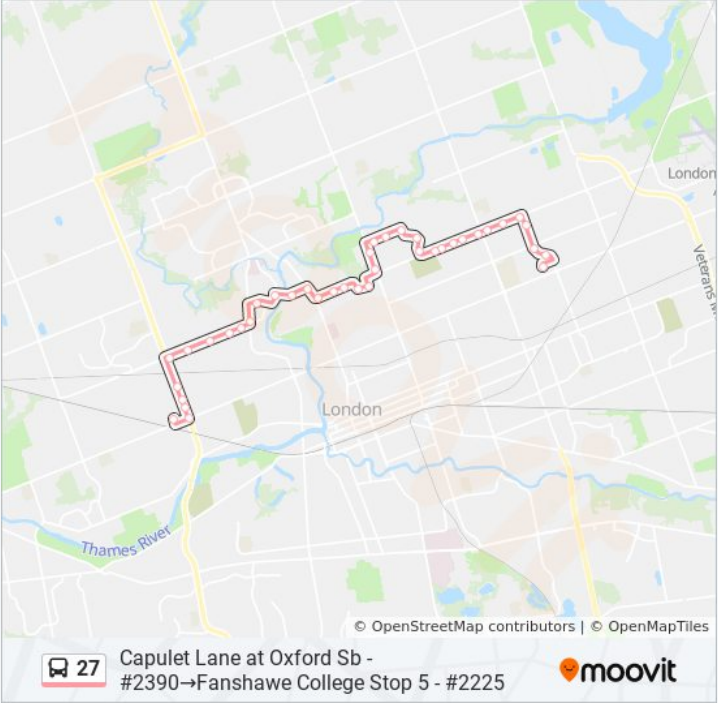 London
Veterans M
London
Thames River
© OpenStreetMap contributors | © OpenMapTiles
27
Capulet Lane at Oxford Sb -
#2390→Fanshawe College Stop 5 - #2225
moovit